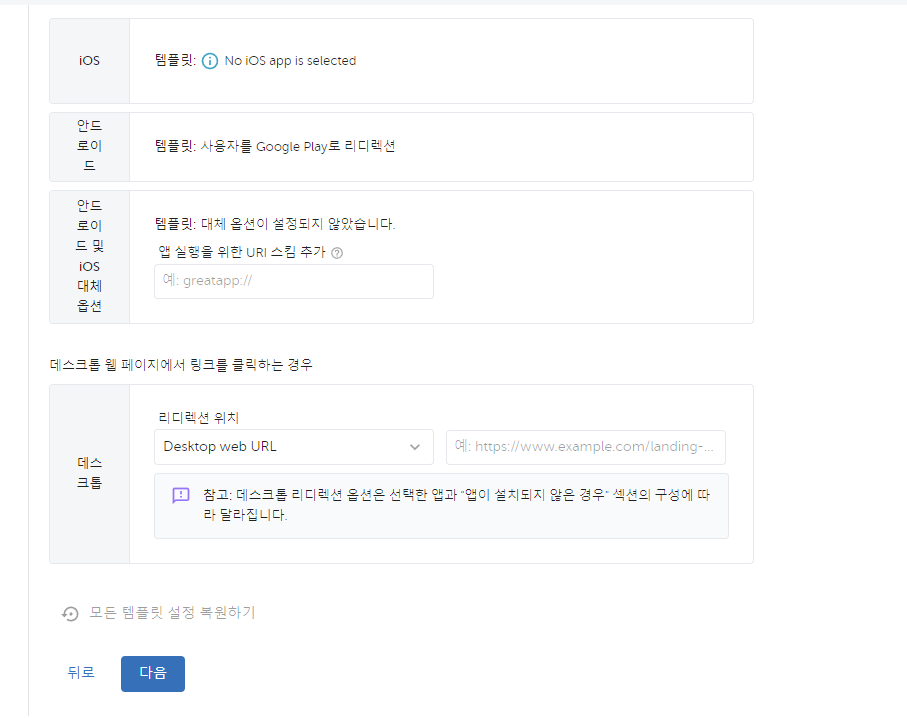 iOS
템플릿: No iOS app is selected
안드
로이
드
템플릿: 사용자를 Google Play로 리디렉션
안드
로이
드 및
iOS
대체
옵션
템플릿: 대체 옵션이 설정되지 않았습니다.
앱 실행을 위한 URI 스킴 추가
예: greatapp://
데스크톱 웹 페이지에서 링크를 클릭하는 경우
데스
크톱
리디렉션 위치
Desktop web URL
예: https://www.example.com/landing-...
참고: 데스크톱 리디렉션 옵션은 선택한 앱과 "앱이 설치되지 않은 경우" 섹션의 구성에 따
라 달라집니다.
모든 템플릿 설정 복원하기
뒤로
다음